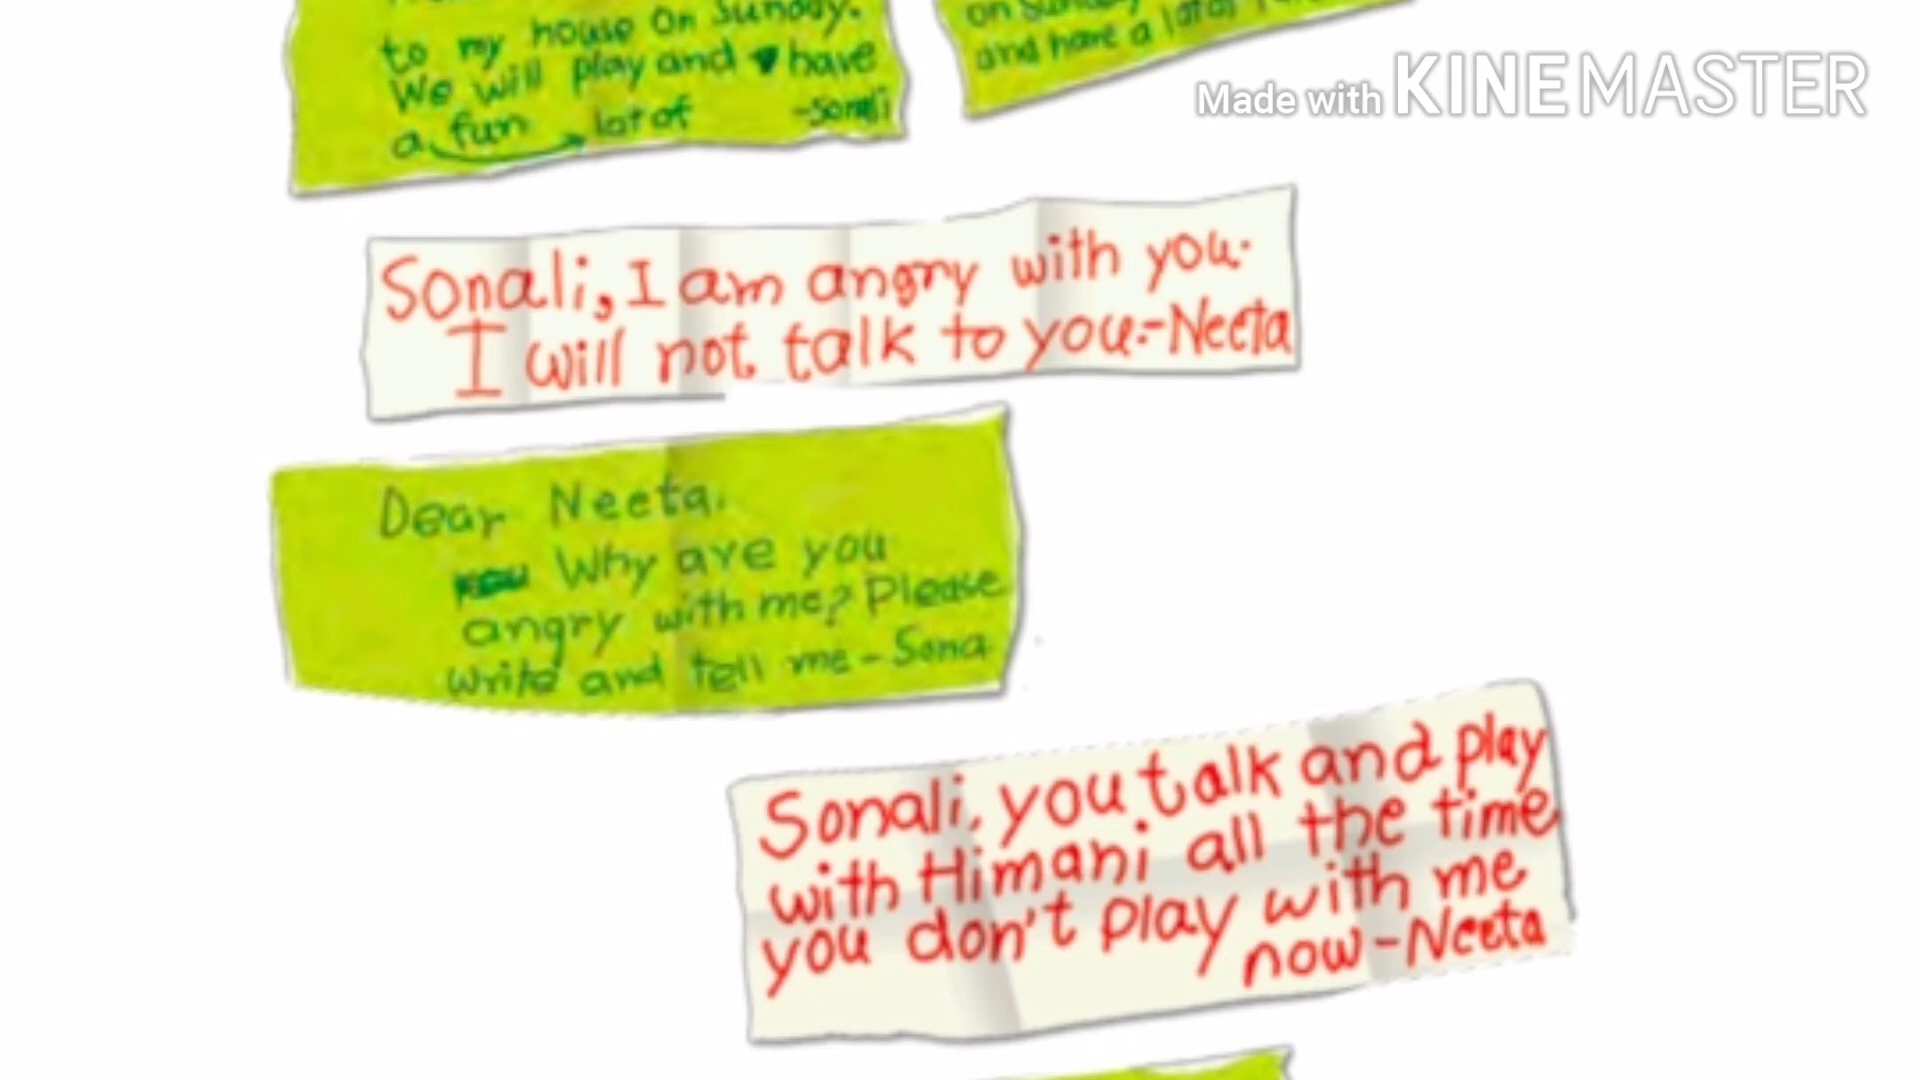 to my house on Sunday.
We will play and have
a fun lot of -Sonali
on Sunday
and have a lot of
Made with KINEMASTER
Sonali, I am angry with you.
I will not talk to you.-Neeta
Dear Neeta.
Why are you
angry with me? Please
write and tell me - Sona
Sonali, you talk and play
with Himani all the time
you don't play with me
now -Neeta